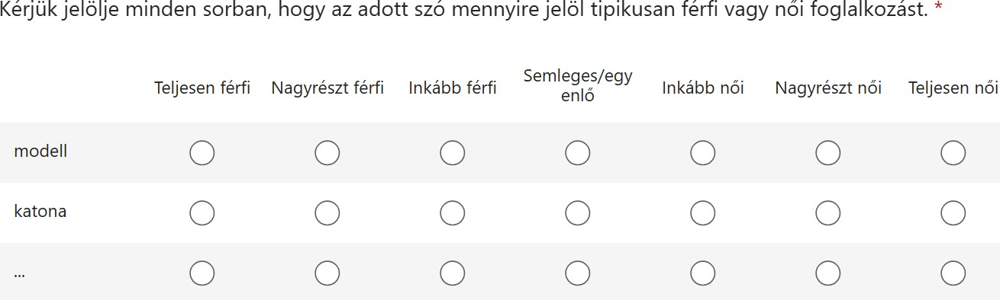 Kérjük jelölje minden sorban, hogy az adott szó mennyire jelöl tipikusan férfi vagy női foglalkozást. *
Teljesen férfi Nagyrészt férfi Inkább férfi Semleges/egy enlő Inkább női Nagyrészt női Teljesen női
modell
katona
...